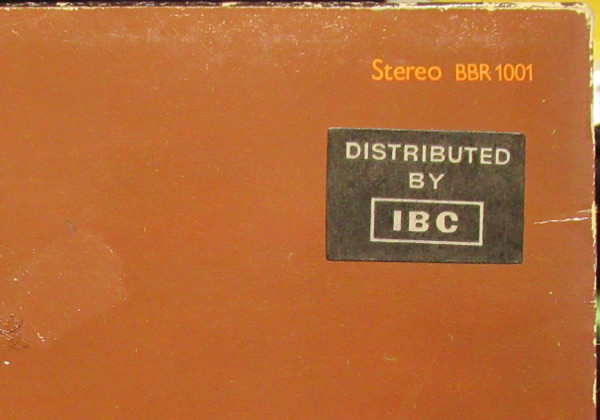 Stereo BBR 1001
DISTRIBUTED
BY
IBC